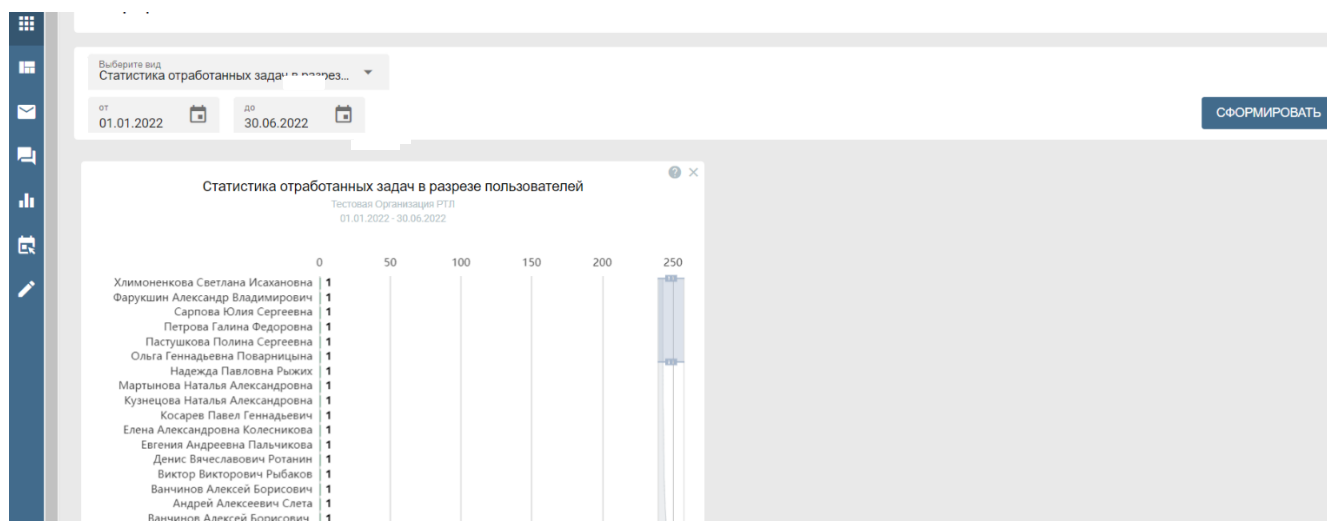 Выберите вид
Статистика отработанных задач в разрез...
от
01.01.2022
до
30.06.2022
СФОРМИРОВАТЬ
Статистика отработанных задач в разрезе пользователей
Тестовая Организация РТЛ
01.01.2022 - 30.06.2022
0 50 100 150 200 250
Хлимоненкова Светлана Исахановна 1
Фарукшин Александр Владимирович 1
Сарпова Юлия Сергеевна 1
Петрова Галина Федоровна 1
Пастушкова Полина Сергеевна 1
Ольга Геннадьевна Поварницына 1
Надежда Павловна Рыжих 1
Мартынова Наталья Александровна 1
Кузнецова Наталья Александровна 1
Косарев Павел Геннадьевич 1
Елена Александровна Колесникова 1
Евгения Андреевна Пальчикова 1
Денис Вячеславович Ротанин 1
Виктор Викторович Рыбаков 1
Ванчинов Алексей Борисович 1
Андрей Алексеевич Слета 1
Ванчинов Алексей Борисович 1